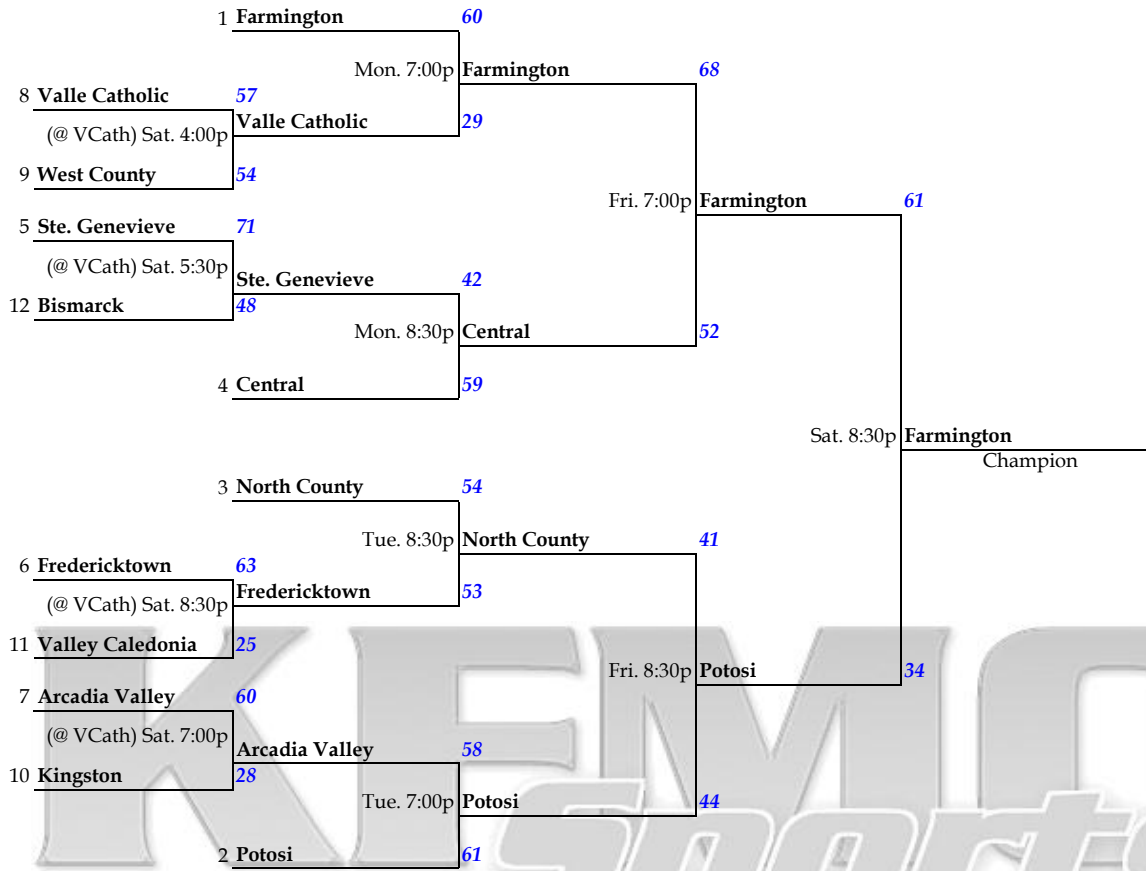 1 Farmington 60
Mon. 7:00p Farmington 68
8 Valle Catholic 57
(@ VCath) Sat. 4:00p Valle Catholic 29
9 West County 54
Fri. 7:00p Farmington 61
5 Ste. Genevieve 71
(@ VCath) Sat. 5:30p
Ste. Genevieve 42
12 Bismarck 48
Mon. 8:30p Central 52
4 Central 59
Sat. 8:30p Farmington
Champion
3 North County 54
Tue. 8:30p North County 41
6 Fredericktown 63
(@ VCath) Sat. 8:30p Fredericktown 53
11 Valley Caledonia 25
Fri. 8:30p Potosi 34
7 Arcadia Valley 60
(@ VCath) Sat. 7:00p
Arcadia Valley 58
10 Kingston 28
Tue. 7:00p Potosi 44
2 Potosi 61
KFMO
Sports